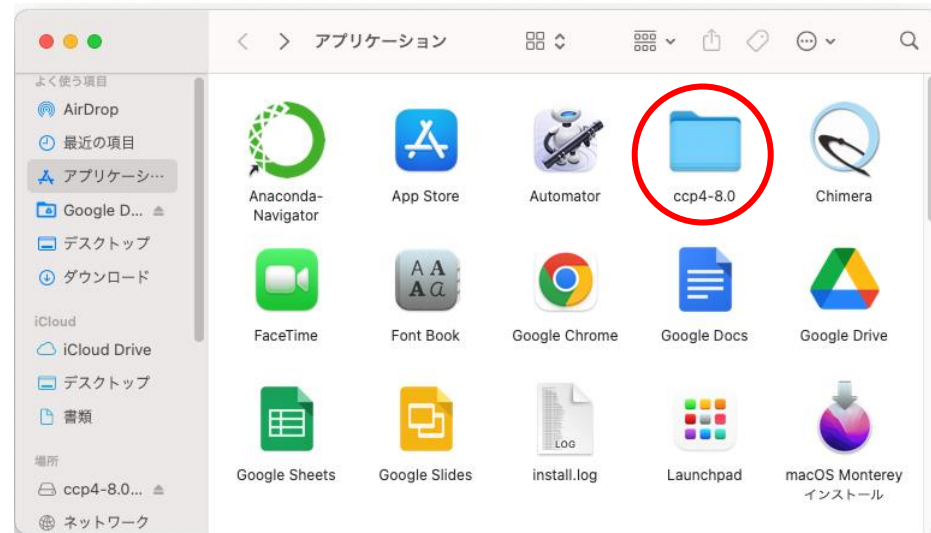 アプリケーション
よく使う項目
AirDrop
最近の項目
アプリケーシ…
Google D...
デスクトップ
ダウンロード
iCloud
iCloud Drive
デスクトップ
書類
場所
ccp4-8.0...
ネットワーク
Anaconda-
Navigator
App Store
Automator
ccp4-8.0
Chimera
FaceTime
Font Book
Google Chrome
Google Docs
Google Drive
LOG
Google Sheets
Google Slides
install.log
Launchpad
macOS Monterey
インストール